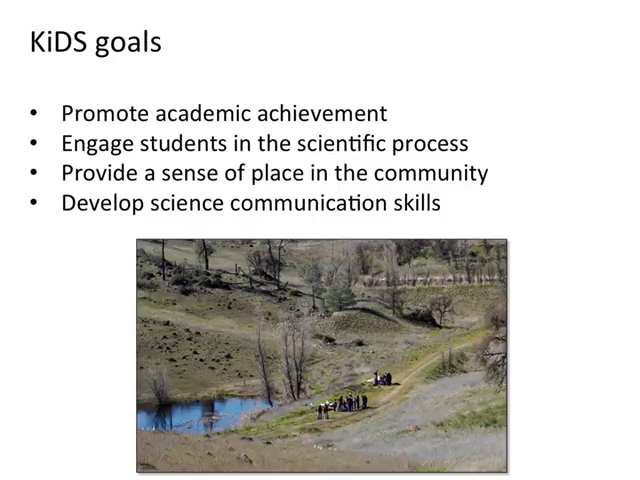 KiDS goals
• Promote academic achievement
• Engage students in the scientific process
• Provide a sense of place in the community
• Develop science communication skills